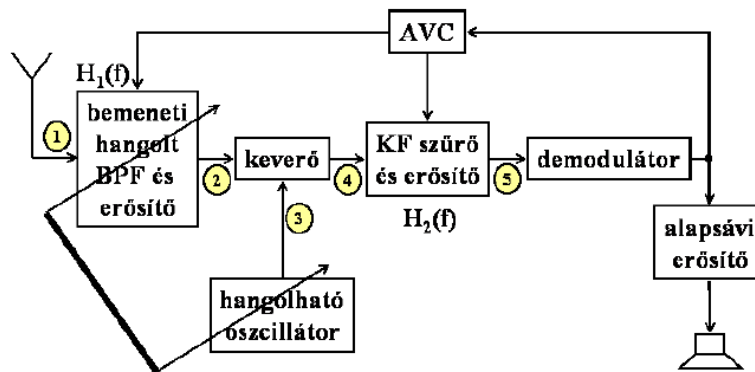 AVC
H₁(f)
bemeneti
hangolt
BPF és
erősítő
1
2
keverő
4
KF szűrő
és erősítő
5
demodulátor
3
H₂(f)
alapsávi
erősítő
hangolható
oszcillátor